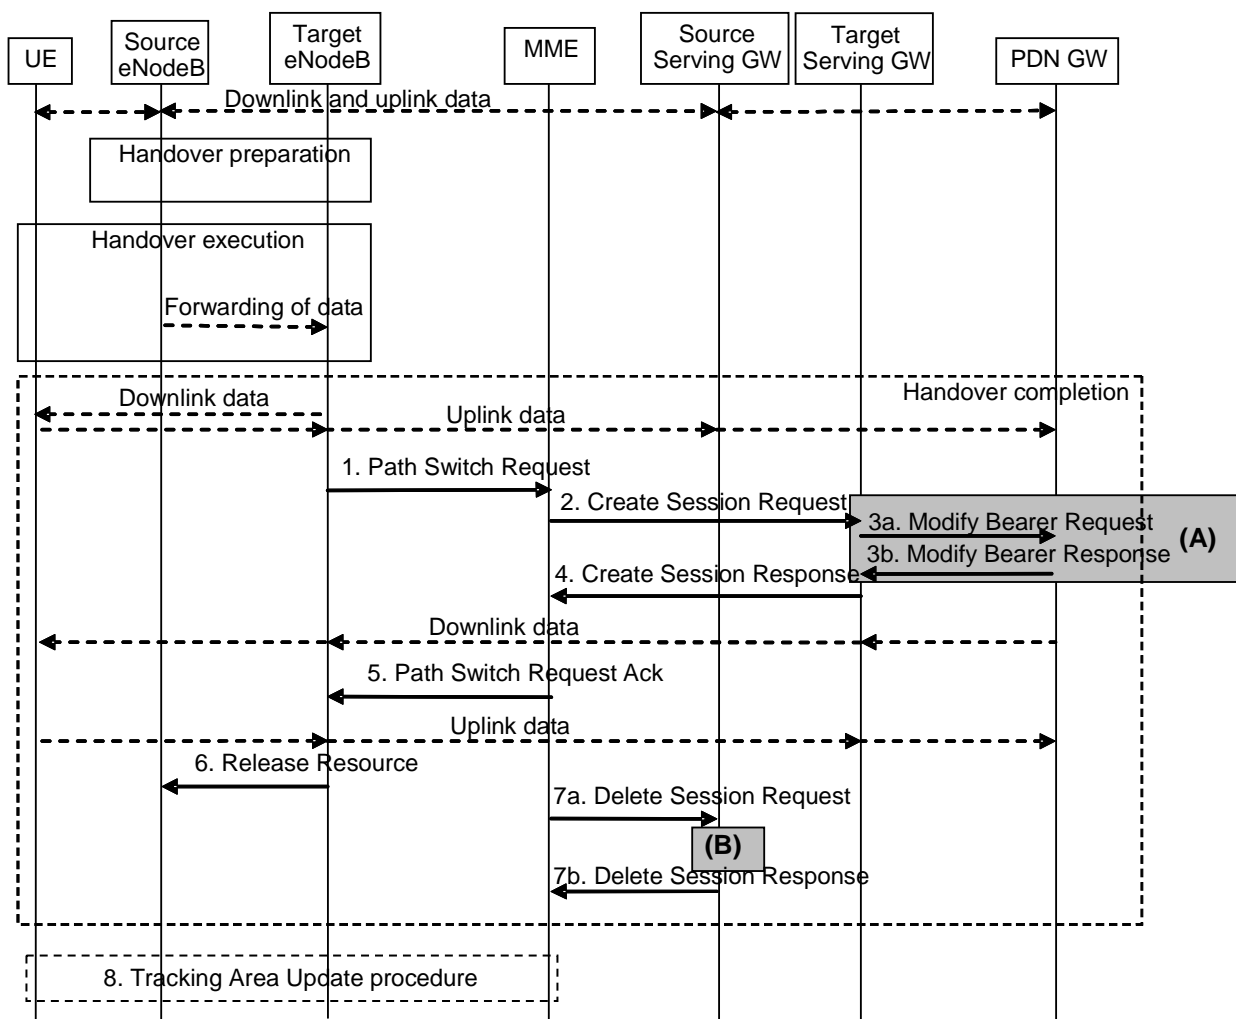 UE
Source
eNodeB
Target
eNodeB
MME
Source
Serving GW
Target
Serving GW
PDN GW
Downlink and uplink data
Handover preparation
Handover execution
Forwarding of data
Handover completion
Downlink data
Uplink data
1. Path Switch Request
2. Create Session Request
3a. Modify Bearer Request
(A)
3b. Modify Bearer Response
4. Create Session Response
Downlink data
5. Path Switch Request Ack
Uplink data
6. Release Resource
7a. Delete Session Request
(B)
7b. Delete Session Response
8. Tracking Area Update procedure